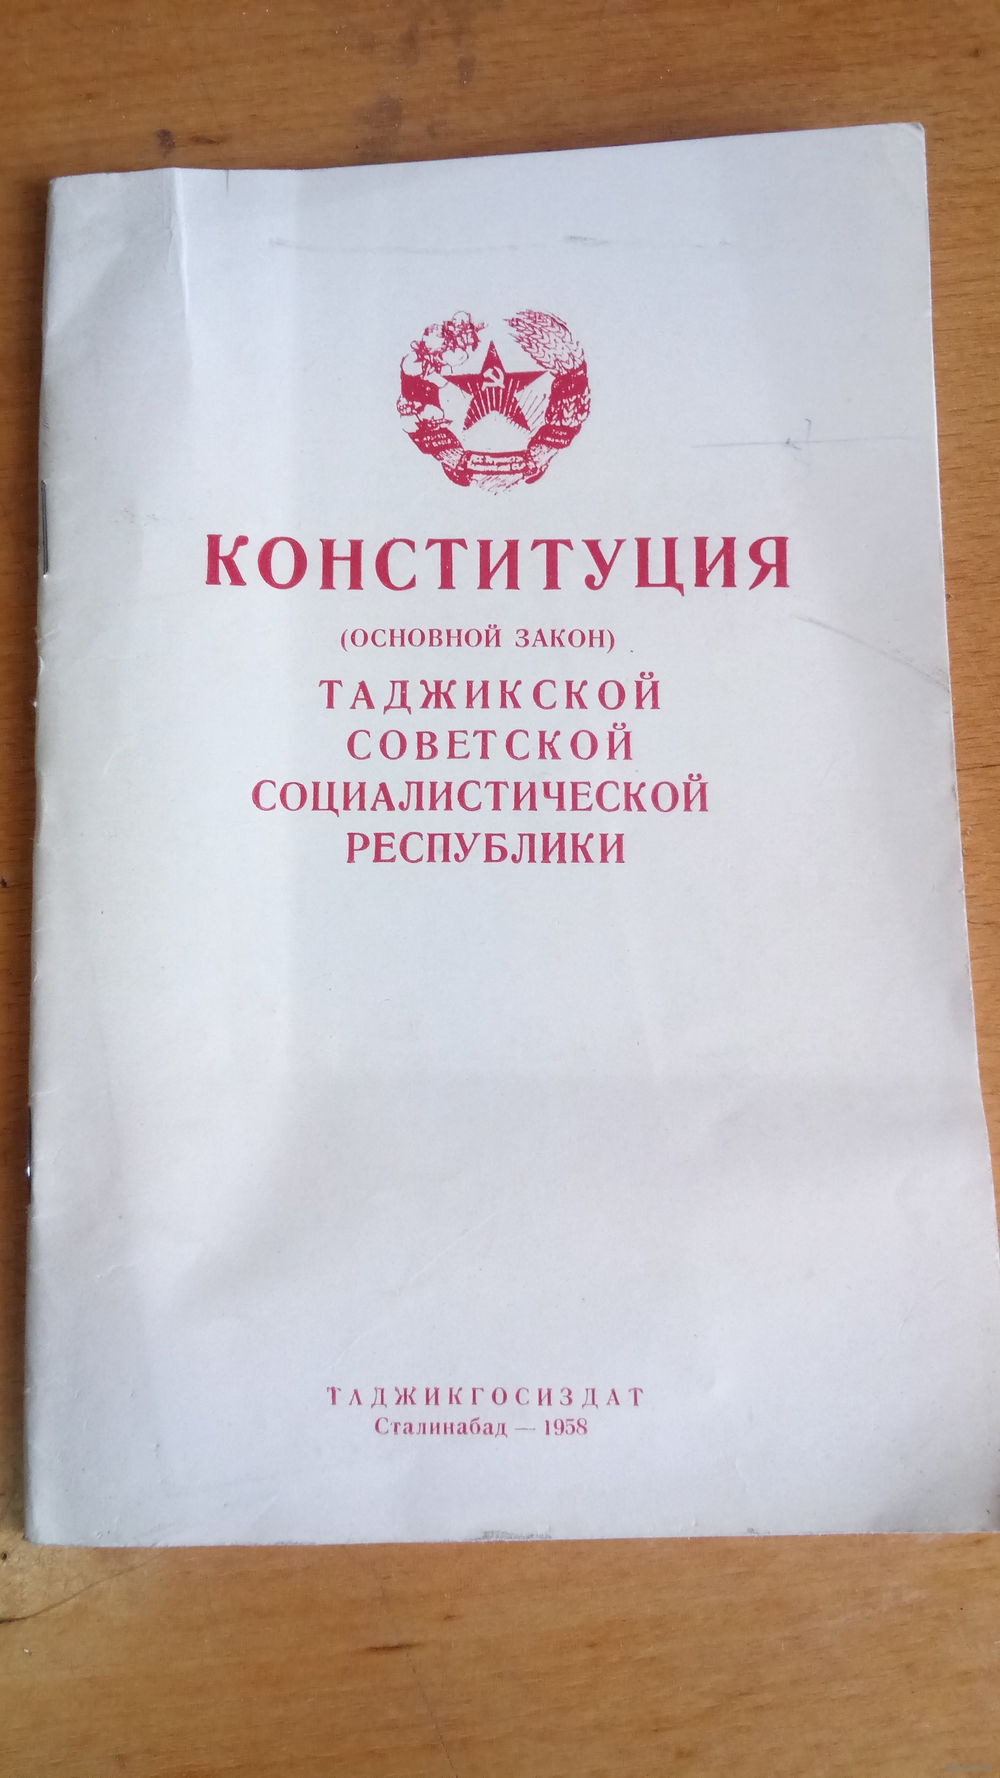 КОНСТИТУЦИЯ
(ОСНОВНОЙ ЗАКОН)
ТАДЖИКСКОЙ
СОВЕТСКОЙ
СОЦИАЛИСТИЧЕСКОЙ
РЕСПУБЛИКИ
ТАДЖИКГОСИЗДАТ
Сталинабад — 1958